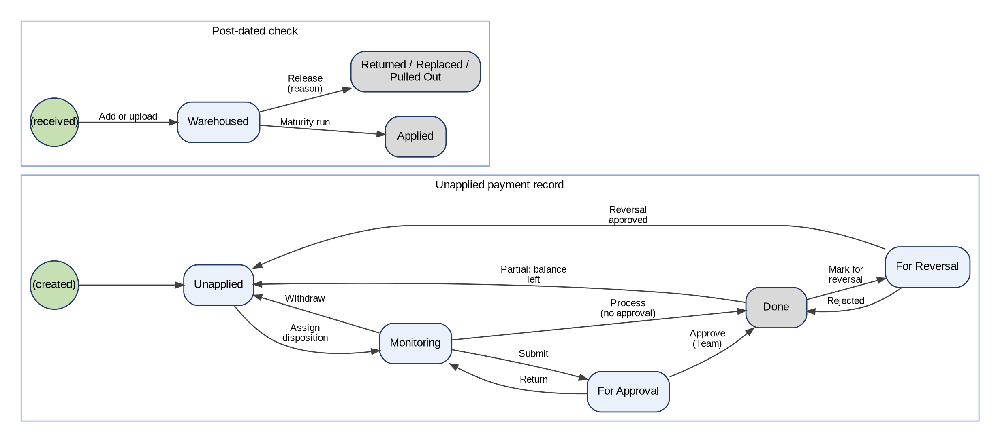 Post-dated check
Returned / Replaced /
Pulled Out
Release
(reason)
(received)
Add or upload
Warehoused
Maturity run
Applied
Unapplied payment record
Reversal
approved
(created)
Unapplied
Partial: balance
left
Mark for
reversal
For Reversal
Withdraw
Process
(no approval)
Done
Rejected
Assign
disposition
Monitoring
Approve
(Team)
Submit
Return
For Approval